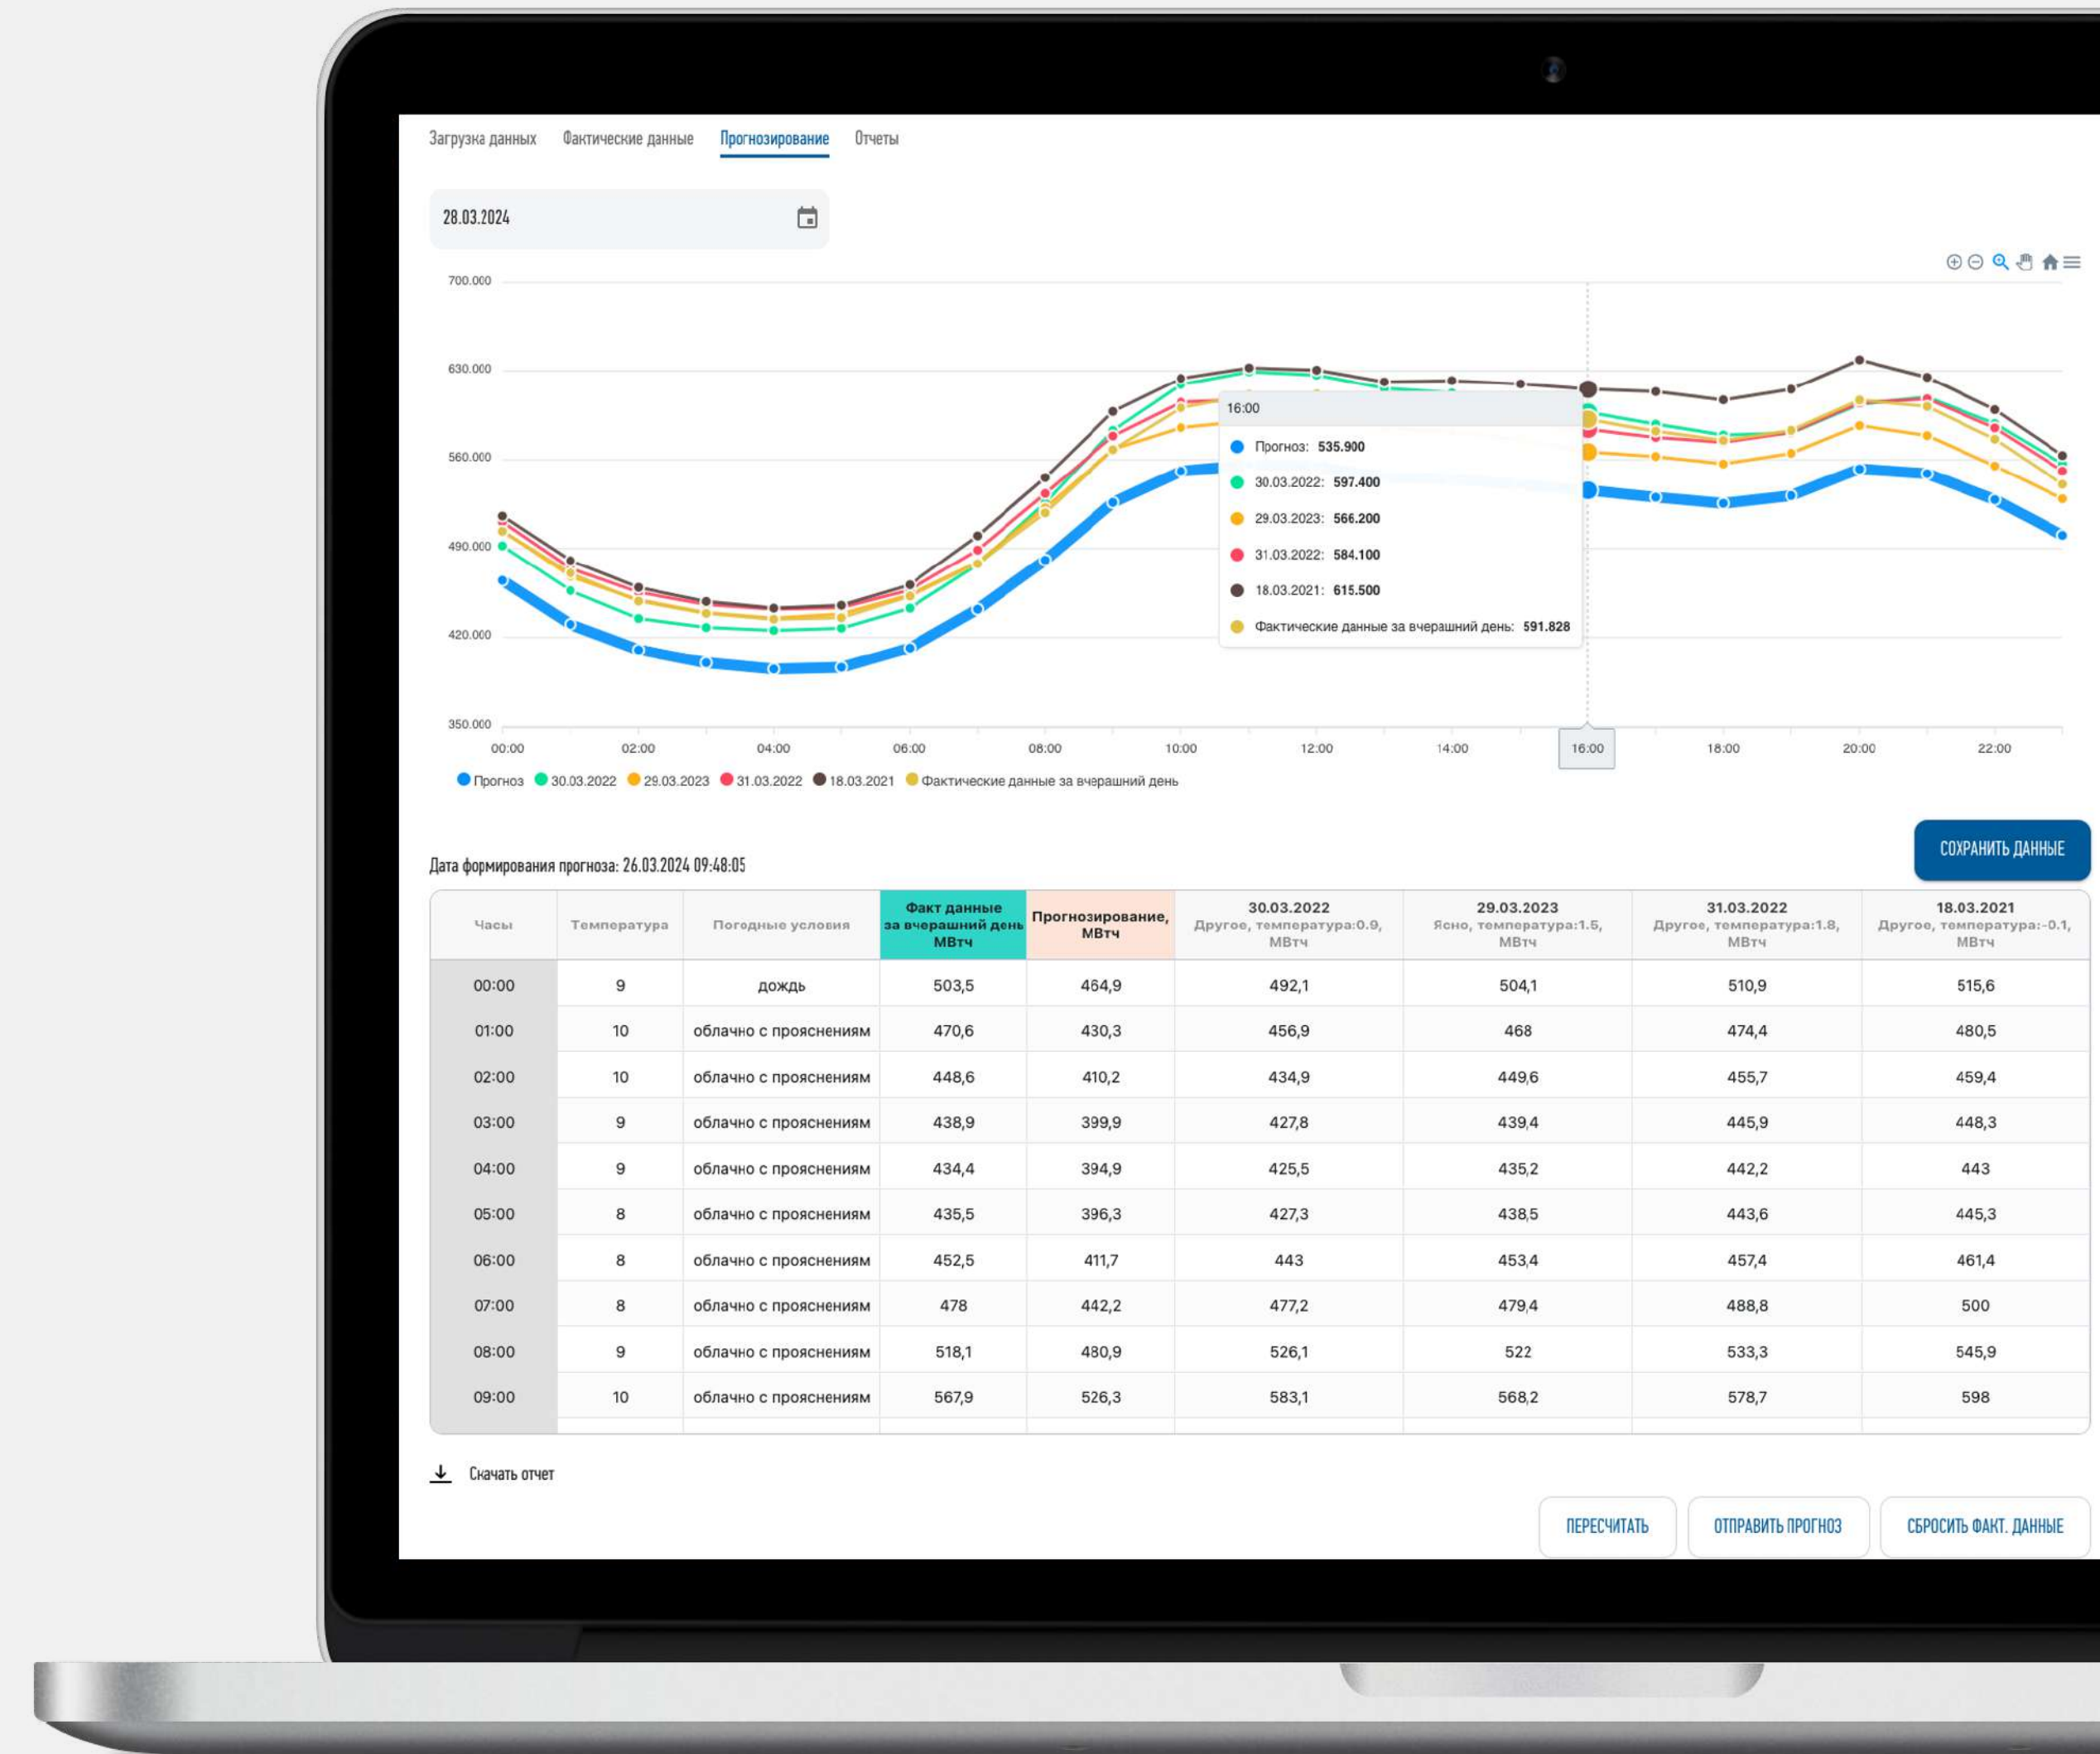 Загрузка данных Фактические данные Прогнозирование Отчеты
28.03.2024
700.000
630.000
560.000
490.000
420.000
350.000
16:00
Прогноз: 535.900
30.03.2022: 597.400
29.03.2023: 566.200
31.03.2022: 584.100
18.03.2021: 615.500
Фактические данные за вчерашний день: 591.828
00:00 02:00 04:00 06:00 08:00 10:00 12:00 14:00 16:00 18:00 20:00 22:00
Прогноз 30.03.2022 29.03.2023 31.03.2022 18.03.2021 Фактические данные за вчерашний день
СОХРАНИТЬ ДАННЫЕ
Дата формирования прогноза: 26.03.2024 09:48:05
Часы Температура Погодные условия Факт данные за вчерашний день МВтч Прогнозирование, МВтч 30.03.2022 Другое, температура:0.9, МВтч 29.03.2023 Ясно, температура:1.5, МВтч 31.03.2022 Другое, температура:1.8, МВтч 18.03.2021 Другое, температура:-0.1, МВтч
00:00 9 дождь 503,5 464,9 492,1 504,1 510,9 515,6
01:00 10 облачно с прояснениям 470,6 430,3 456,9 468 474,4 480,5
02:00 10 облачно с прояснениям 448,6 410,2 434,9 449,6 455,7 459,4
03:00 9 облачно с прояснениям 438,9 399,9 427,8 439,4 445,9 448,3
04:00 9 облачно с прояснениям 434,4 394,9 425,5 435,2 442,2 443
05:00 8 облачно с прояснениям 435,5 396,3 427,3 438,5 443,6 445,3
06:00 8 облачно с прояснениям 452,5 411,7 443 453,4 457,4 461,4
07:00 8 облачно с прояснениям 478 442,2 477,2 479,4 488,8 500
08:00 9 облачно с прояснениям 518,1 480,9 526,1 522 533,3 545,9
09:00 10 облачно с прояснениям 567,9 526,3 583,1 568,2 578,7 598
Скачать отчет
ПЕРЕСЧИТАТЬ ОТПРАВИТЬ ПРОГНОЗ СБРОСИТЬ ФАКТ. ДАННЫЕ